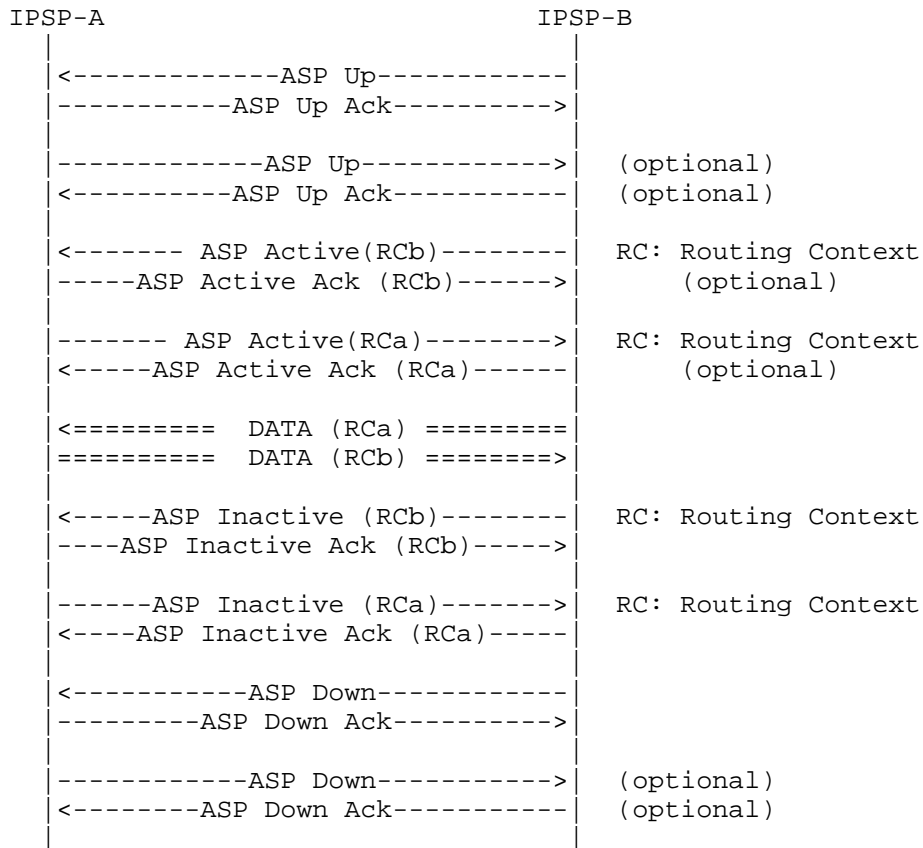 IPSP-A                                  IPSP-B
  |                                        |
  |<-------------ASP Up------------|
  |-----------ASP Up Ack---------->|
  |                                        |
  |-------------ASP Up------------>|  (optional)
  |<----------ASP Up Ack-----------|  (optional)
  |                                        |
  |<------- ASP Active(RCb)--------|  RC: Routing Context
  |-----ASP Active Ack (RCb)------>|      (optional)
  |                                        |
  |------- ASP Active(RCa)-------->|  RC: Routing Context
  |<-----ASP Active Ack (RCa)------|      (optional)
  |                                        |
  |<=========  DATA (RCa) =========|
  |==========  DATA (RCb) ========>|
  |                                        |
  |<-----ASP Inactive (RCb)--------|  RC: Routing Context
  |----ASP Inactive Ack (RCb)----->|
  |                                        |
  |------ASP Inactive (RCa)------->|  RC: Routing Context
  |<----ASP Inactive Ack (RCa)-----|
  |                                        |
  |<-----------ASP Down------------|
  |---------ASP Down Ack---------->|
  |                                        |
  |------------ASP Down----------->|  (optional)
  |<--------ASP Down Ack-----------|  (optional)
  |                                        |